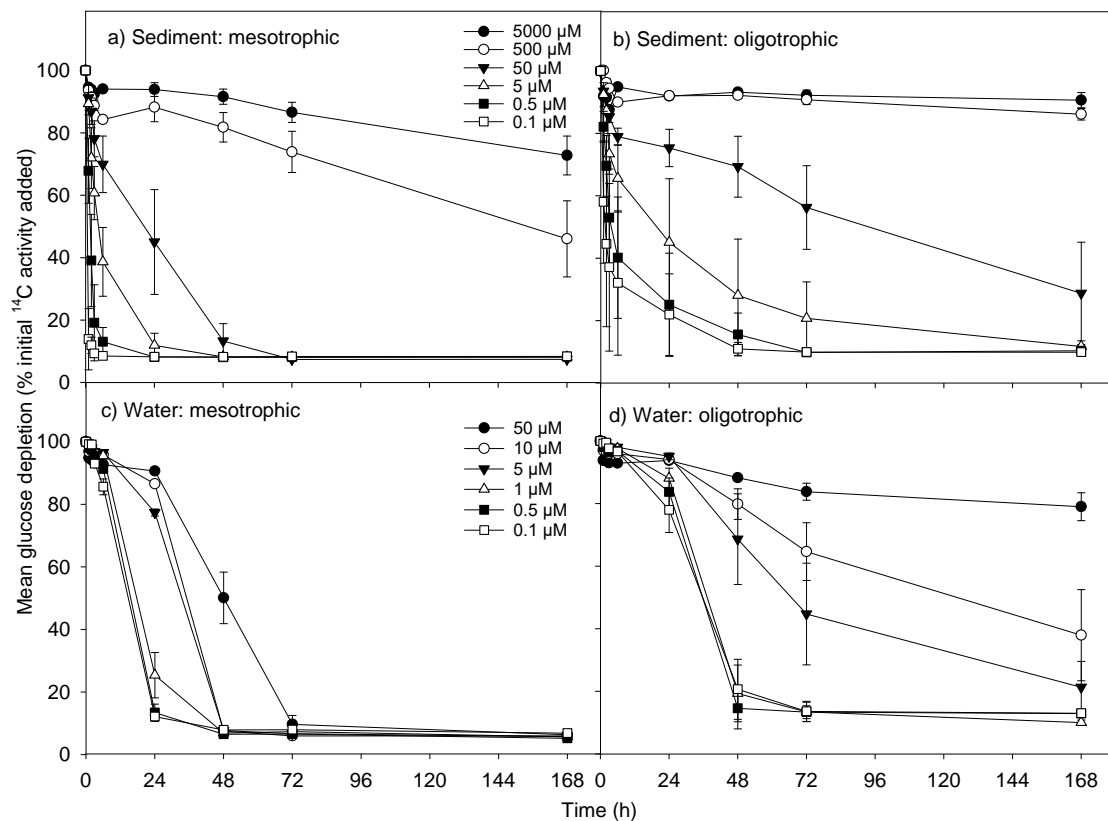 a) Sediment: mesotrophic
5000 µM
500 µM
50 µM
5 µM
0.5 µM
0.1 µM
b) Sediment: oligotrophic
100
80
60
40
20
0
Mean glucose depletion (% initial ¹⁴C activity added)
c) Water: mesotrophic
50 µM
10 µM
5 µM
1 µM
0.5 µM
0.1 µM
d) Water: oligotrophic
100
80
60
40
20
0
0 24 48 72 96 120 144 168 0 24 48 72 96 120 144 168
Time (h)